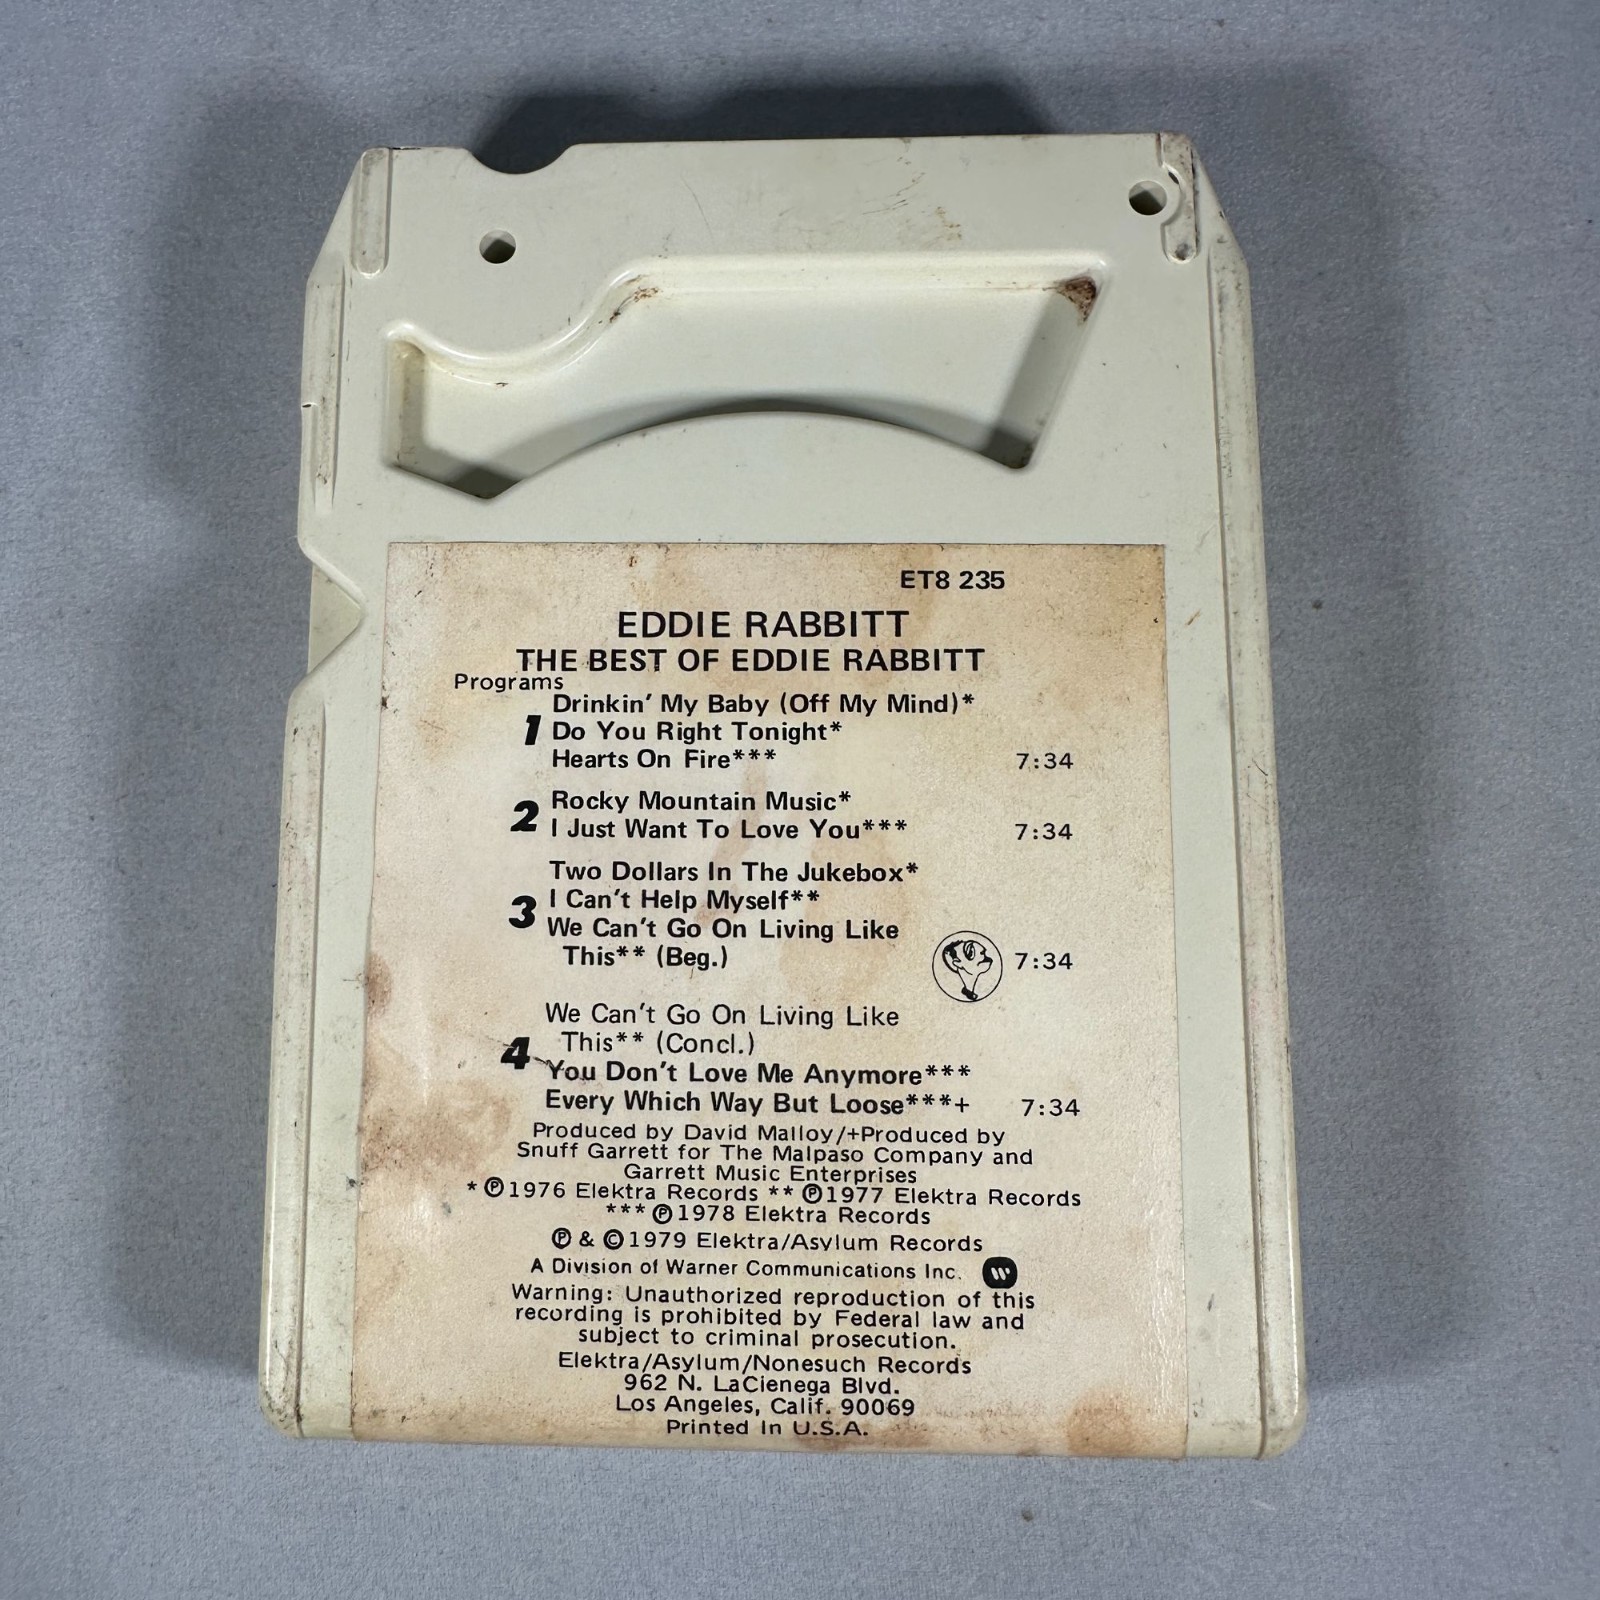 ET8 235
EDDIE RABBITT
THE BEST OF EDDIE RABBITT
Programs
Drinkin' My Baby (Off My Mind)*
1 Do You Right Tonight*
Hearts On Fire*** 7:34
Rocky Mountain Music*
2 I Just Want To Love You*** 7:34
Two Dollars In The Jukebox*
3 I Can't Help Myself**
We Can't Go On Living Like
This** (Beg.) 7:34
We Can't Go On Living Like
This** (Concl.)
4 You Don't Love Me Anymore***
Every Which Way But Loose***+ 7:34
Produced by David Malloy/+Produced by
Snuff Garrett for The Malpaso Company and
Garrett Music Enterprises
* ℗1976 Elektra Records ** ℗1977 Elektra Records
*** ℗1978 Elektra Records
℗ & ©1979 Elektra/Asylum Records
A Division of Warner Communications Inc. W
Warning: Unauthorized reproduction of this
recording is prohibited by Federal law and
subject to criminal prosecution.
Elektra/Asylum/Nonesuch Records
962 N. LaCienega Blvd.
Los Angeles, Calif. 90069
Printed In U.S.A.